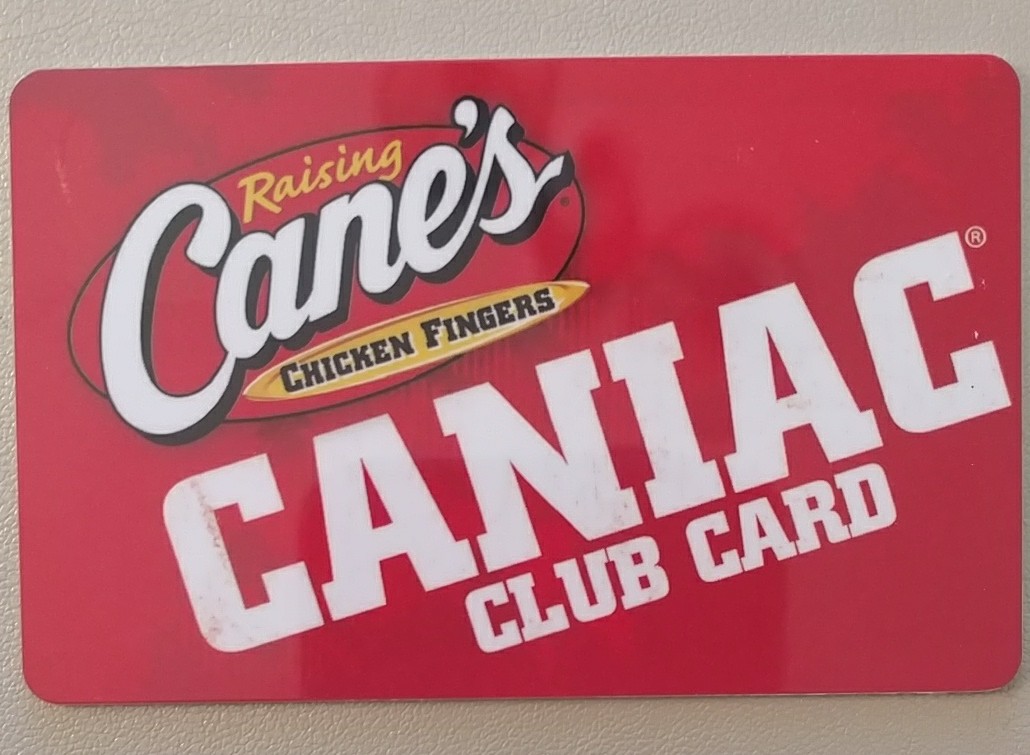 Raising
Cane's®
CHICKEN FINGERS
CANIAC®
CLUB CARD